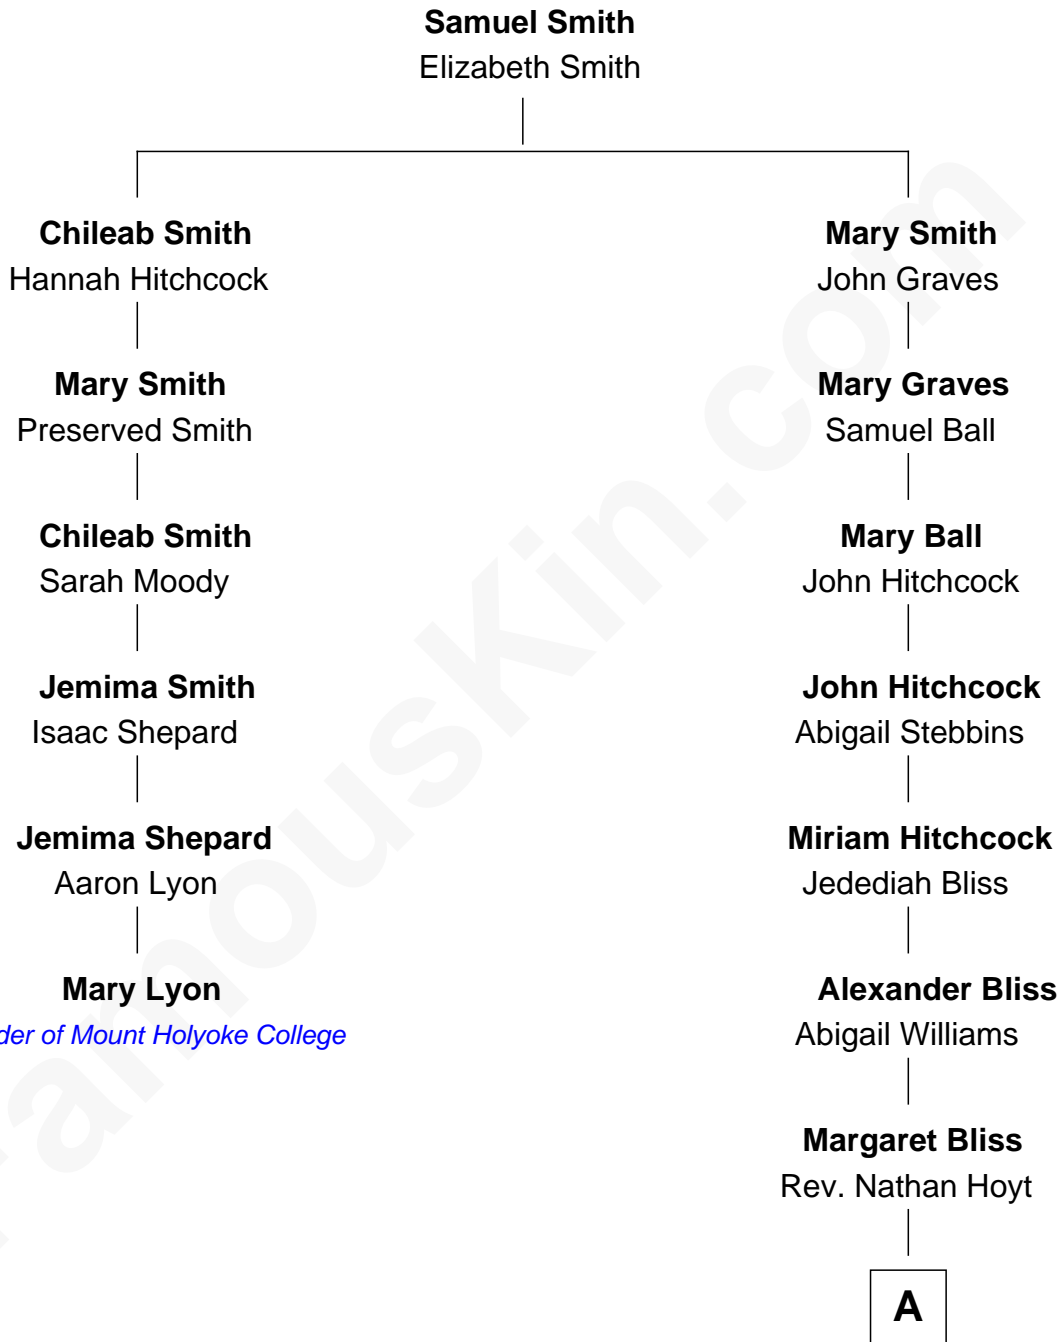 Samuel Smith
Elizabeth Smith
Chileab Smith
Hannah Hitchcock
Mary Smith
John Graves
Mary Smith
Preserved Smith
Mary Graves
Samuel Ball
Chileab Smith
Sarah Moody
Mary Ball
John Hitchcock
Jemima Smith
Isaac Shepard
John Hitchcock
Abigail Stebbins
Jemima Shepard
Aaron Lyon
Miriam Hitchcock
Jedediah Bliss
Mary Lyon
der of Mount Holyoke College
Alexander Bliss
Abigail Williams
Margaret Bliss
Rev. Nathan Hoyt
A
FamousKin.com